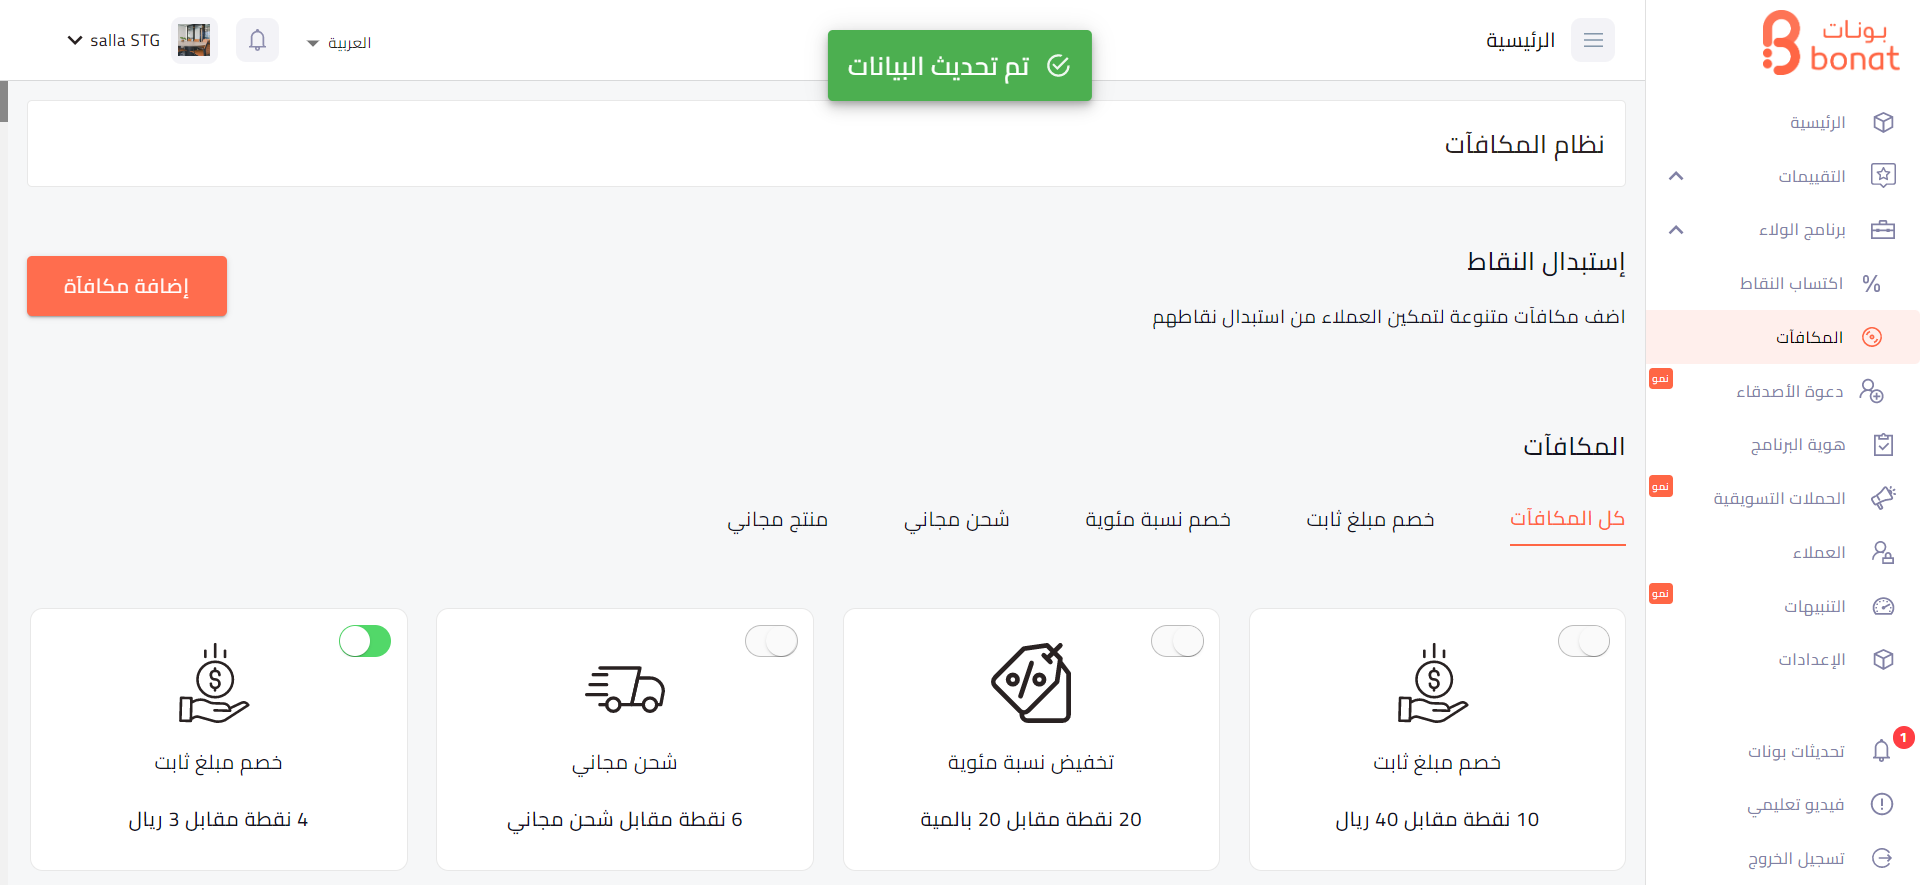 بونات
bonat
الرئيسية
التقييمات
برنامج الولاء
اكتساب النقاط
المكافآت
دعوة الأصدقاء
نمو
هوية البرنامج
الحملات التسويقية
نمو
العملاء
التنبيهات
نمو
الإعدادات
تحديثات بونات
1
فيديو تعليمي
تسجيل الخروج
الرئيسية
تم تحديث البيانات
العربية
salla STG
نظام المكافآت
إستبدال النقاط
اضف مكافآت متنوعة لتمكين العملاء من استبدال نقاطهم
إضافة مكافآة
المكافآت
كل المكافآت
خصم مبلغ ثابت
خصم نسبة مئوية
شحن مجاني
منتج مجاني
خصم مبلغ ثابت
10 نقطة مقابل 40 ريال
تخفيض نسبة مئوية
20 نقطة مقابل 20 بالمية
شحن مجاني
6 نقطة مقابل شحن مجاني
خصم مبلغ ثابت
4 نقطة مقابل 3 ريال